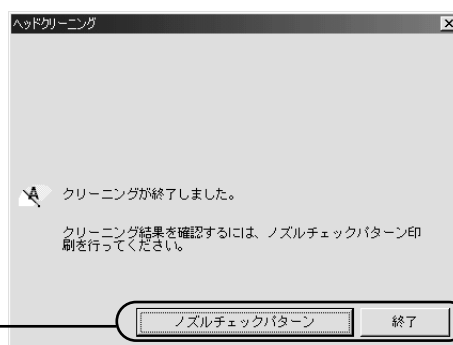 ヘッドクリーニング
クリーニングが終了しました。
クリーニング結果を確認するには、ノズルチェックパターン印
刷を行ってください。
ノズルチェックパターン
終了